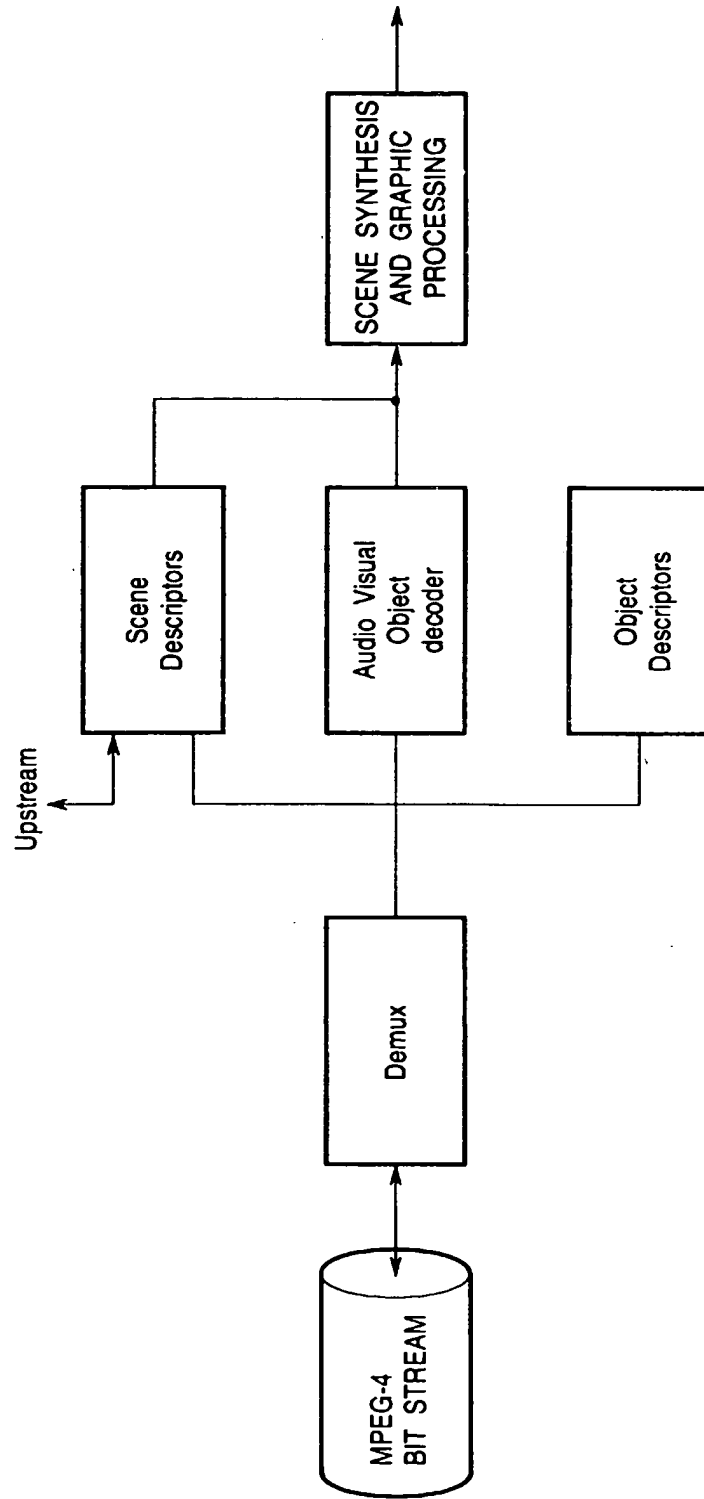 MPEG-4
BIT STREAM
Demux
Upstream
Scene
Descriptors
Audio Visual
Object
decoder
Object
Descriptors
SCENE SYNTHESIS
AND GRAPHIC
PROCESSING